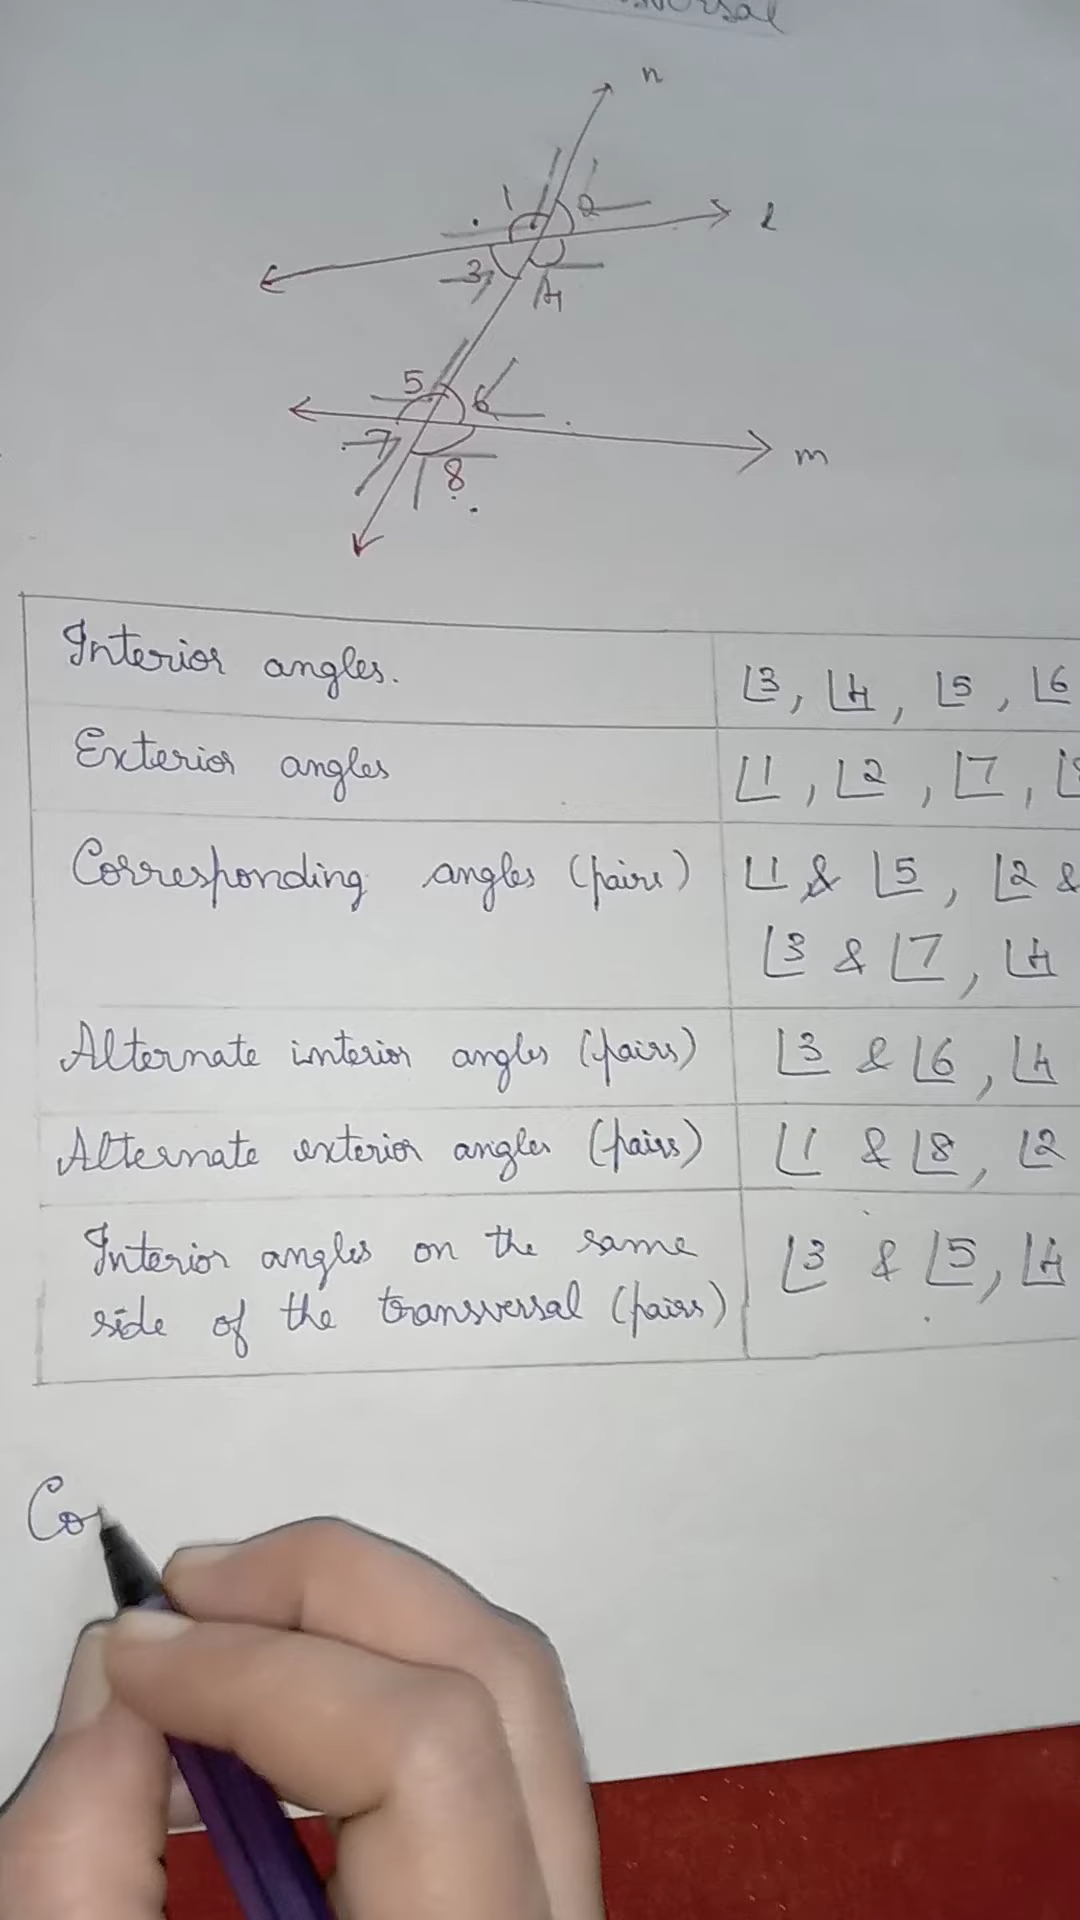 n
1 2
l
3 4
5 6
7
m
8
Interior angles. ∠3, ∠4, ∠5, ∠6
Exterior angles ∠1, ∠2, ∠7,
Corresponding angles (pairs) ∠1 & ∠5, ∠2 &
∠3 & ∠7, ∠4
Alternate interior angles (pairs) ∠3 & ∠6, ∠4
Alternate exterior angles (pairs) ∠1 & ∠8, ∠2
Interior angles on the same ∠3 & ∠5, ∠4
side of the transversal (pairs)
Co